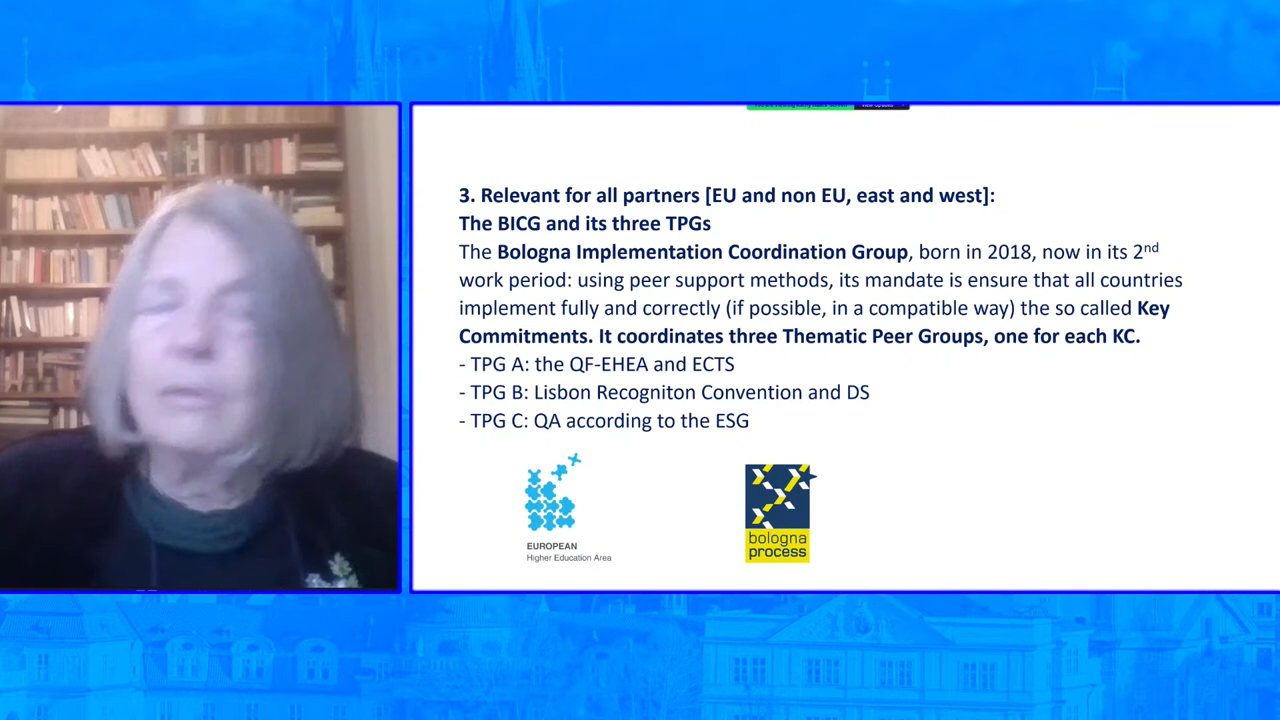 3. Relevant for all partners [EU and non EU, east and west]:
The BICG and its three TPGs
The Bologna Implementation Coordination Group, born in 2018, now in its 2nd
work period: using peer support methods, its mandate is ensure that all countries
implement fully and correctly (if possible, in a compatible way) the so called Key
Commitments. It coordinates three Thematic Peer Groups, one for each KC.
- TPG A: the QF-EHEA and ECTS
- TPG B: Lisbon Recogniton Convention and DS
- TPG C: QA according to the ESG
EUROPEAN
Higher Education Area
bologna
process